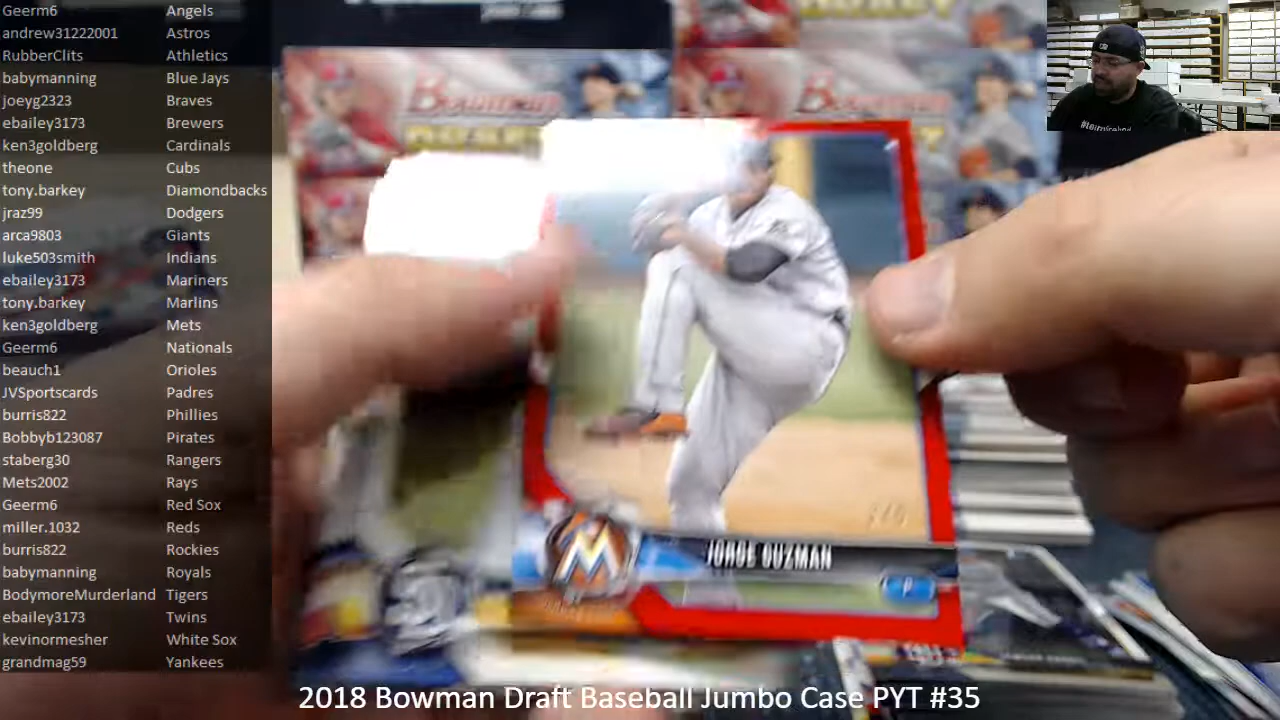 Geerm6 Angels
andrew31222001 Astros
RubberClits Athletics
babymanning Blue Jays
joeyg2323 Braves
ebailey3173 Brewers
ken3goldberg Cardinals
theone Cubs
tony.barkey Diamondbacks
jraz99 Dodgers
arca9803 Giants
luke503smith Indians
ebailey3173 Mariners
tony.barkey Marlins
ken3goldberg Mets
Geerm6 Nationals
beauch1 Orioles
JVSportscards Padres
burris822 Phillies
Bobbyb123087 Pirates
staberg30 Rangers
Mets2002 Rays
Geerm6 Red Sox
miller.1032 Reds
burris822 Rockies
babymanning Royals
BodymoreMurderland Tigers
ebailey3173 Twins
kevinormesher White Sox
grandmag59 Yankees
Bowman Bowman
JORGE GUZMAN
P
2018 Bowman Draft Baseball Jumbo Case PYT #35